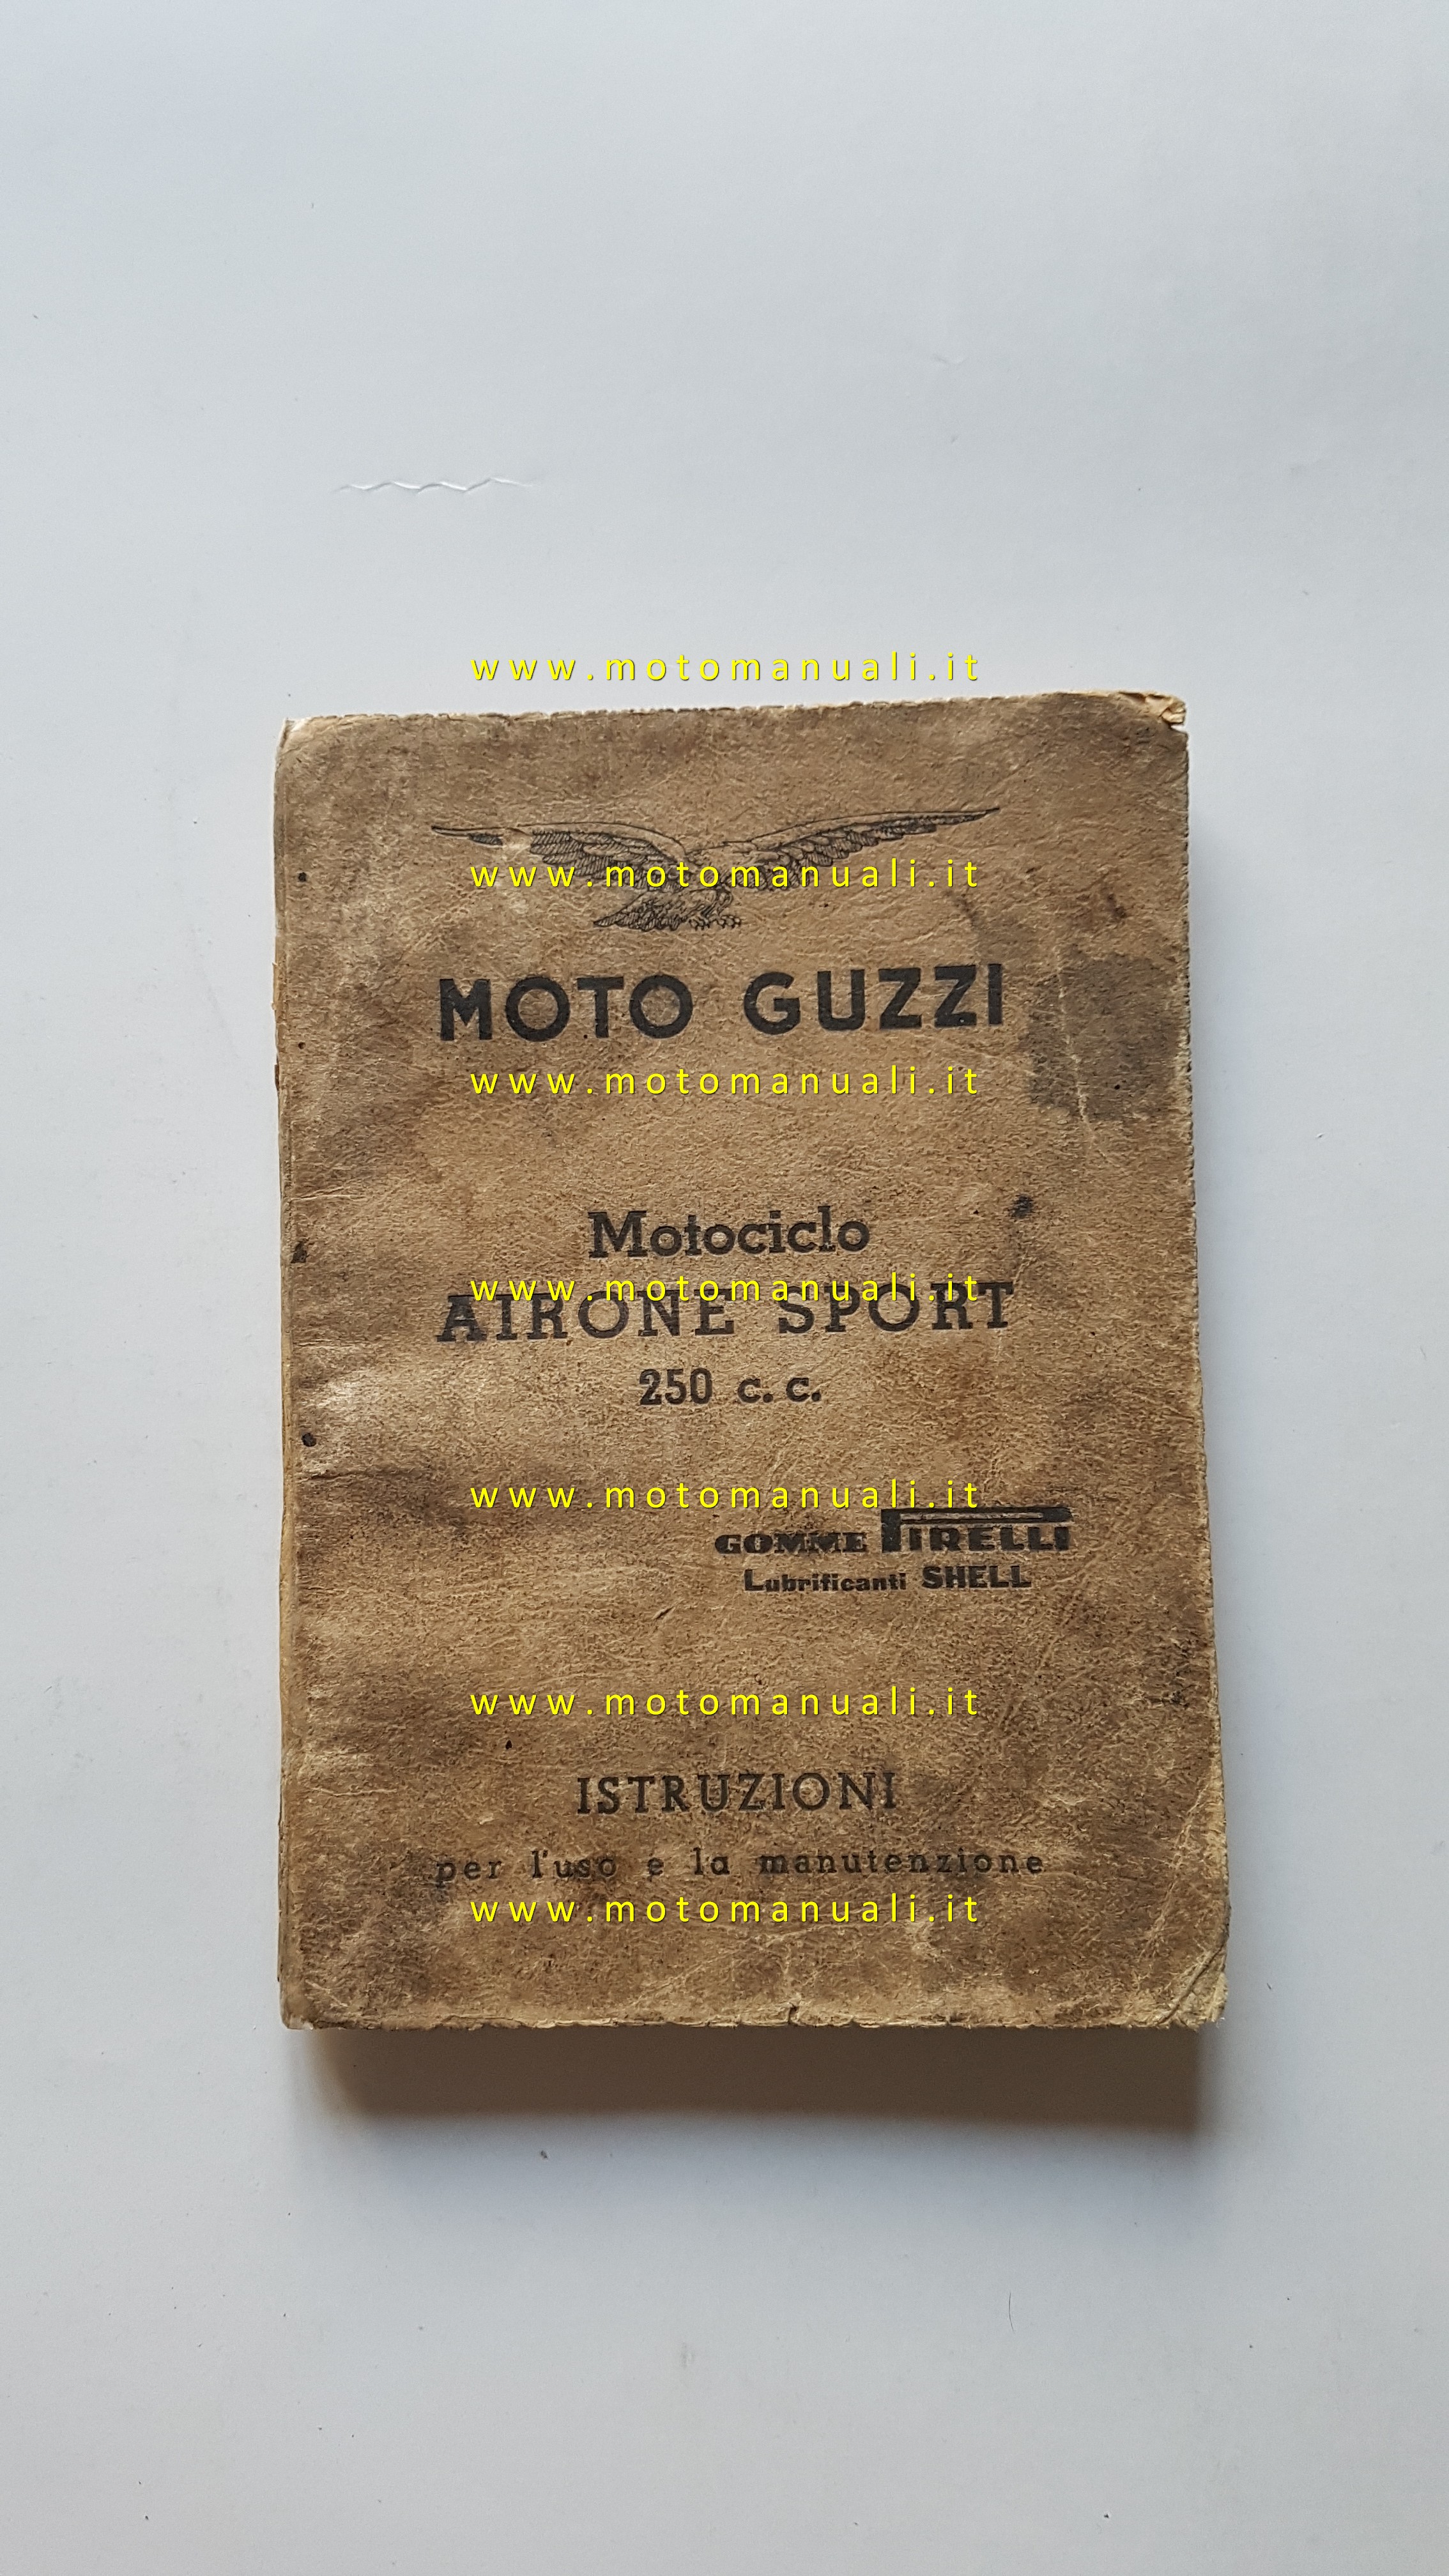 www.motomanuali.it
www.motomanuali.it
MOTO GUZZI
www.motomanuali.it
Motociclo
www.motomanuali.it
AIRONE SPORT
250 c.c.
www.motomanuali.it
GOMME PIRELLI
Lubrificanti SHELL
www.motomanuali.it
ISTRUZIONI
per l'uso e la manutenzione
www.motomanuali.it